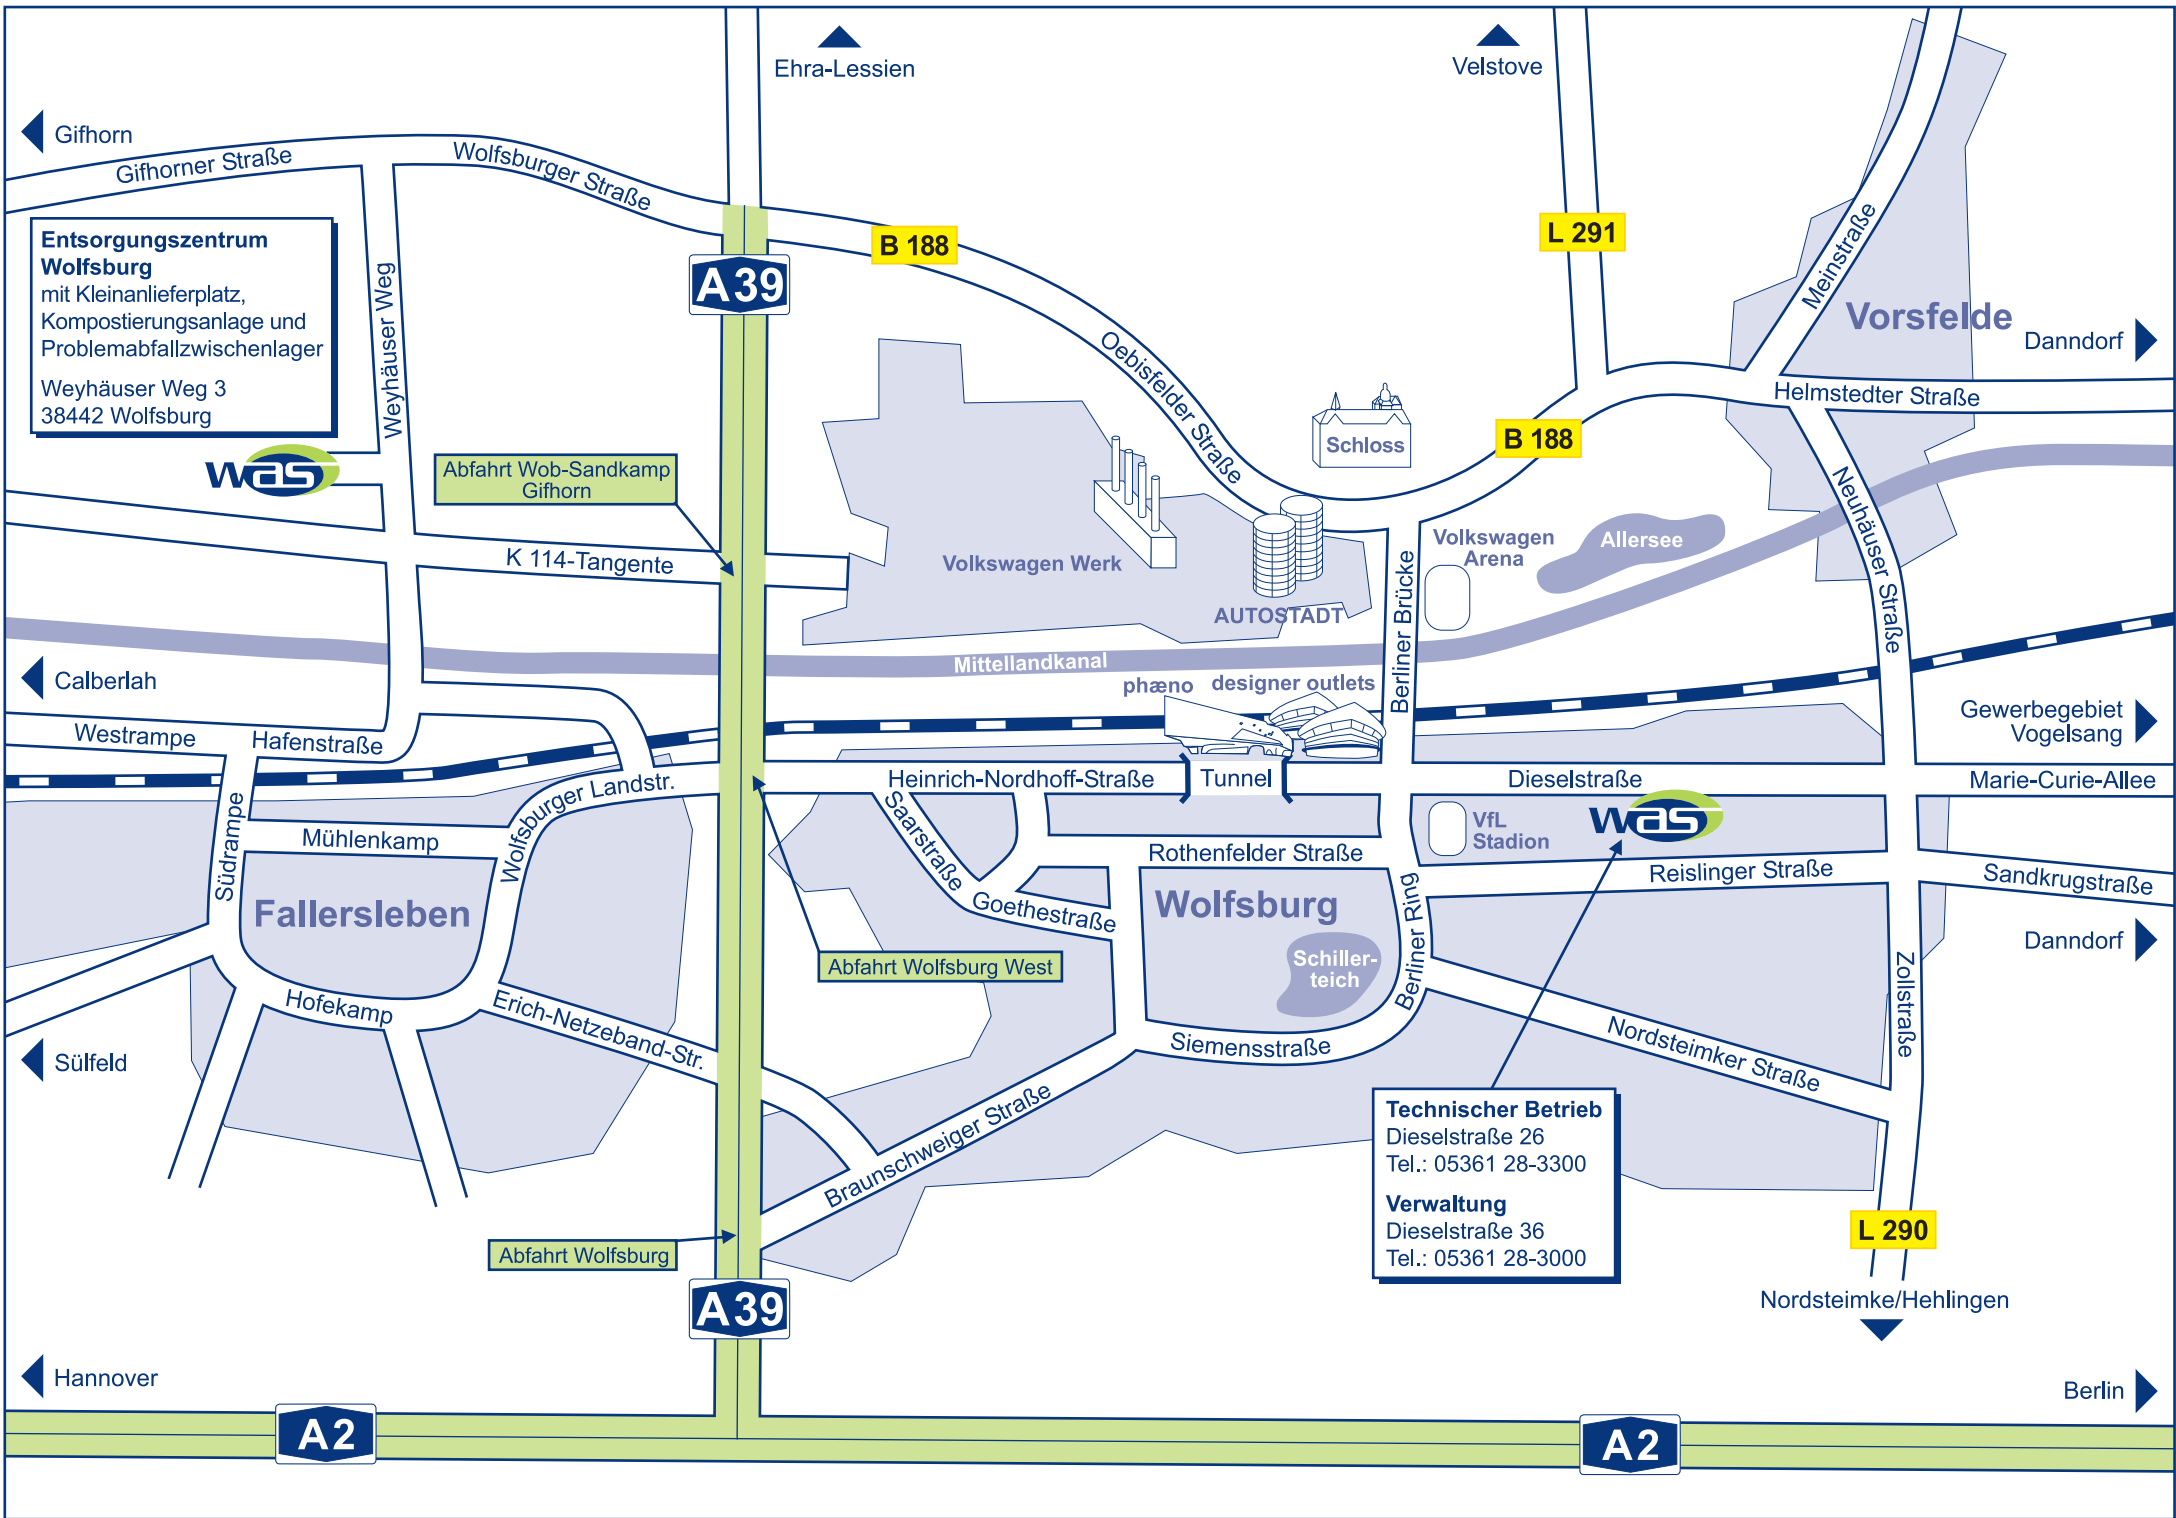 Ehra-Lessien
Velstove
Gifhorn
Gifhorner Straße
Wolfsburger Straße
B 188
L 291
Entsorgungszentrum
Wolfsburg
mit Kleinanlieferplatz,
Kompostierungsanlage und
Problemabfallzwischenlager
Weyhäuser Weg 3
38442 Wolfsburg
was
Weyhäuser Weg
A 39
Oebisfelder Straße
Meinstraße
Vorsfelde
Danndorf
Helmstedter Straße
Schloss
B 188
Abfahrt Wob-Sandkamp
Gifhorn
K 114-Tangente
Volkswagen Werk
AUTOSTADT
Berliner Brücke
Volkswagen
Arena
Allersee
Neuhäuser Straße
Mittellandkanal
Calberlah
phæno
designer outlets
Westrampe
Hafenstraße
Gewerbegebiet
Vogelsang
Wolfsburger Landstr.
Heinrich-Nordhoff-Straße
Tunnel
Dieselstraße
Marie-Curie-Allee
Südrampe
Mühlenkamp
Saarstraße
VfL
Stadion
was
Rothenfelder Straße
Reislinger Straße
Sandkrugstraße
Fallersleben
Goethestraße
Wolfsburg
Berliner Ring
Schiller-
teich
Danndorf
Zollstraße
Abfahrt Wolfsburg West
Hofekamp
Erich-Netzeband-Str.
Siemensstraße
Nordsteimker Straße
Sülfeld
Braunschweiger Straße
Technischer Betrieb
Dieselstraße 26
Tel.: 05361 28-3300
Verwaltung
Dieselstraße 36
Tel.: 05361 28-3000
L 290
Abfahrt Wolfsburg
A 39
Nordsteimke/Hehlingen
Hannover
Berlin
A 2
A 2